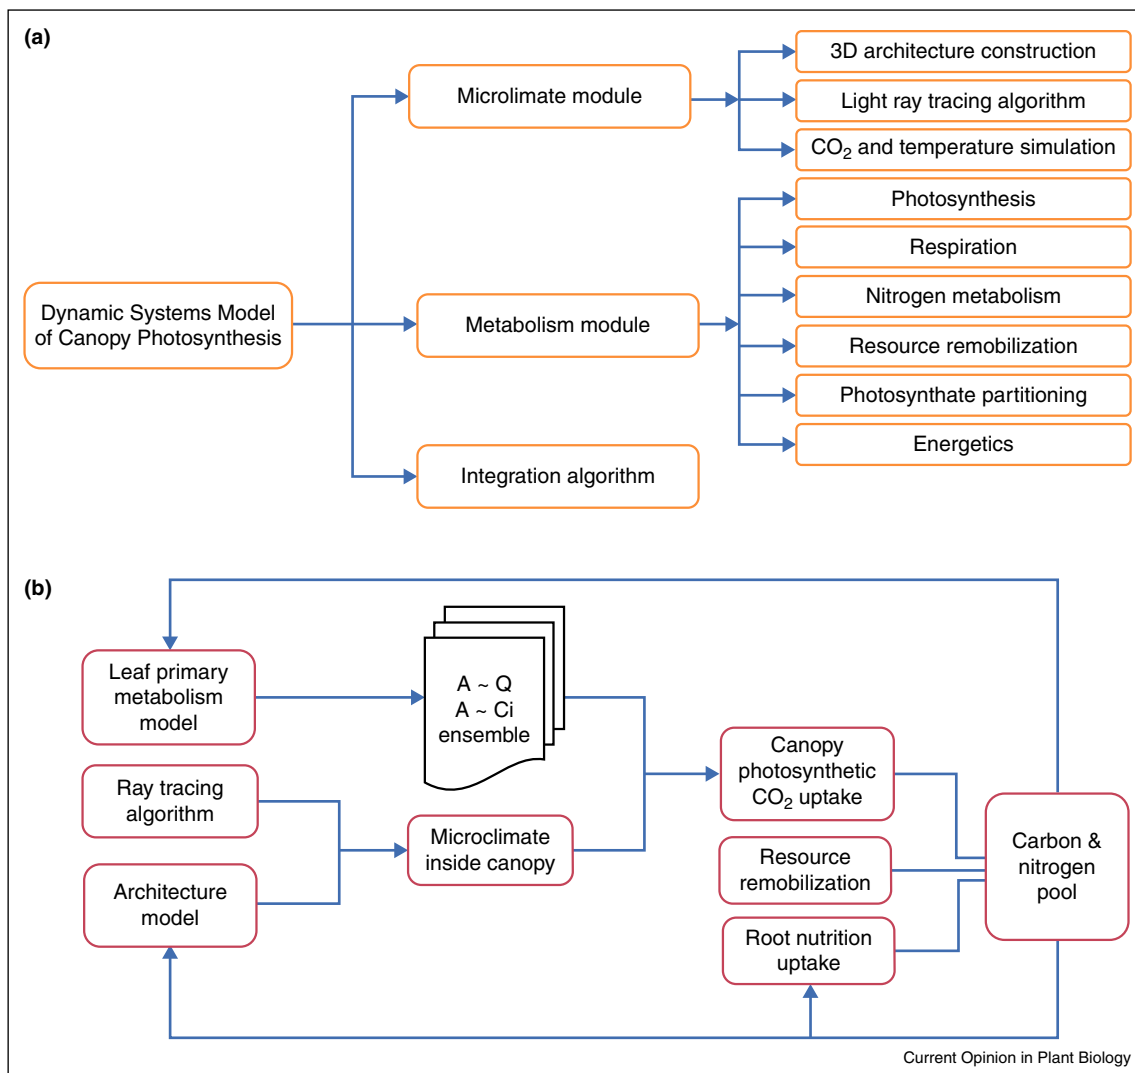 (a)
Microlimate module
3D architecture construction
Light ray tracing algorithm
CO₂ and temperature simulation
Photosynthesis
Respiration
Nitrogen metabolism
Resource remobilization
Photosynthate partitioning
Energetics
Dynamic Systems Model
of Canopy Photosynthesis
Metabolism module
Integration algorithm
(b)
Leaf primary
metabolism
model
A ~ Q
A ~ Ci
ensemble
Ray tracing
algorithm
Architecture
model
Microclimate
inside canopy
Canopy
photosynthetic
CO₂ uptake
Resource
remobilization
Root nutrition
uptake
Carbon &
nitrogen
pool
Current Opinion in Plant Biology